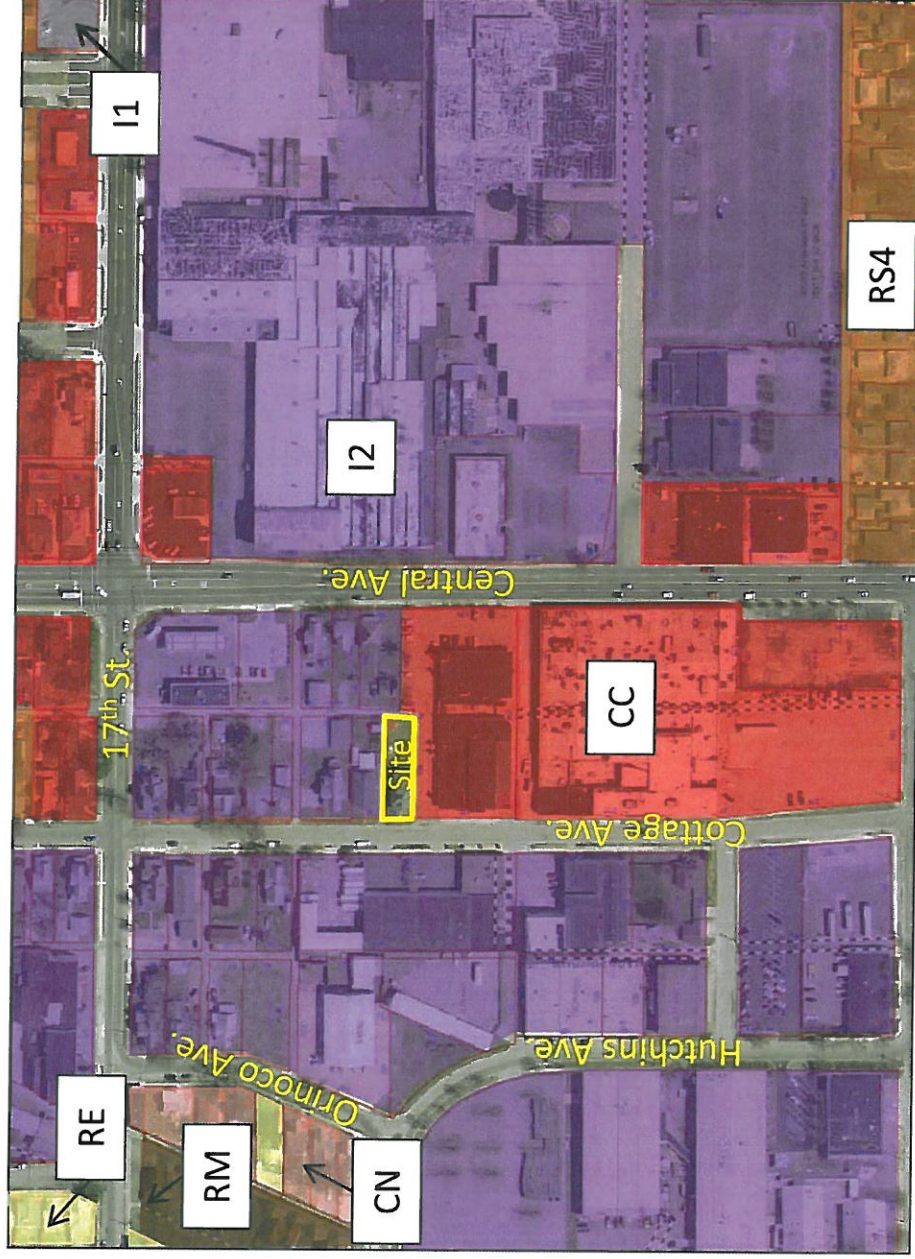 I1
17th St.
RE
RM
CN
Orinoco Ave.
Hutchins Ave.
Cottage Ave.
Site
CC
Central Ave.
I2
RS4